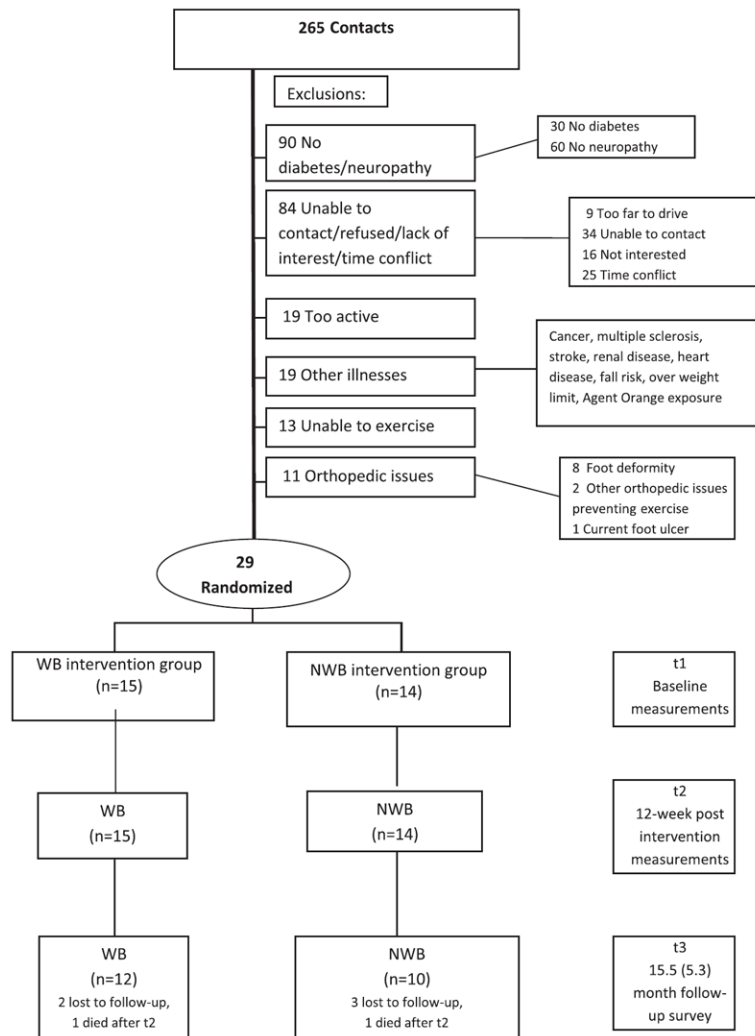 265 Contacts
Exclusions:
90 No
diabetes/neuropathy
30 No diabetes
60 No neuropathy
84 Unable to
contact/refused/lack of
interest/time conflict
9 Too far to drive
34 Unable to contact
16 Not interested
25 Time conflict
19 Too active
19 Other illnesses
Cancer, multiple sclerosis,
stroke, renal disease, heart
disease, fall risk, over weight
limit, Agent Orange exposure
13 Unable to exercise
11 Orthopedic issues
8 Foot deformity
2 Other orthopedic issues
preventing exercise
1 Current foot ulcer
29
Randomized
WB intervention group
(n=15)
NWB intervention group
(n=14)
t1
Baseline
measurements
WB
(n=15)
NWB
(n=14)
t2
12-week post
intervention
measurements
WB
(n=12)
2 lost to follow-up,
1 died after t2
NWB
(n=10)
3 lost to follow-up,
1 died after t2
t3
15.5 (5.3)
month follow-
up survey